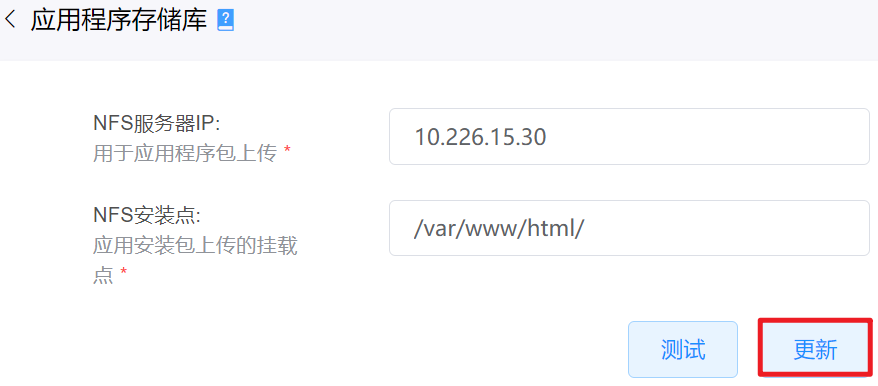 应用程序存储库
NFS服务器IP:
用于应用程序包上传 *
10.226.15.30
NFS安装点:
应用安装包上传的挂载
点 *
/var/www/html/
测试
更新